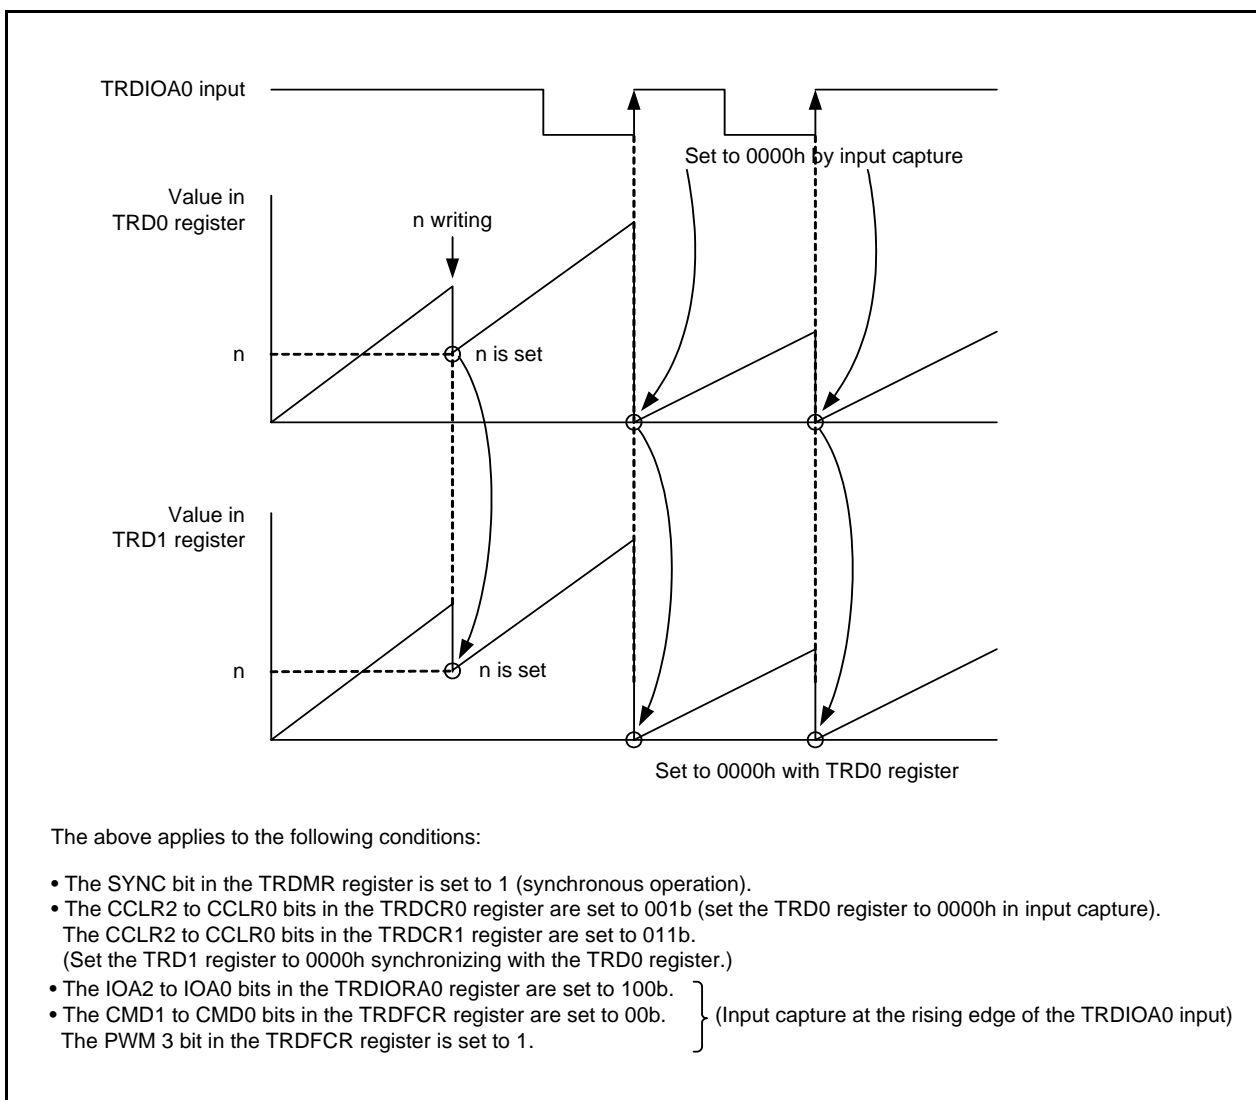 TRDIOA0 input
Set to 0000h by input capture
Value in
TRD0 register
n writing
n
n is set
Value in
TRD1 register
n
n is set
Set to 0000h with TRD0 register
The above applies to the following conditions:
• The SYNC bit in the TRDMR register is set to 1 (synchronous operation).
• The CCLR2 to CCLR0 bits in the TRDCR0 register are set to 001b (set the TRD0 register to 0000h in input capture).
The CCLR2 to CCLR0 bits in the TRDCR1 register are set to 011b.
(Set the TRD1 register to 0000h synchronizing with the TRD0 register.)
• The IOA2 to IOA0 bits in the TRDIORA0 register are set to 100b.
• The CMD1 to CMD0 bits in the TRDFCR register are set to 00b.
(Input capture at the rising edge of the TRDIOA0 input)
The PWM 3 bit in the TRDFCR register is set to 1.